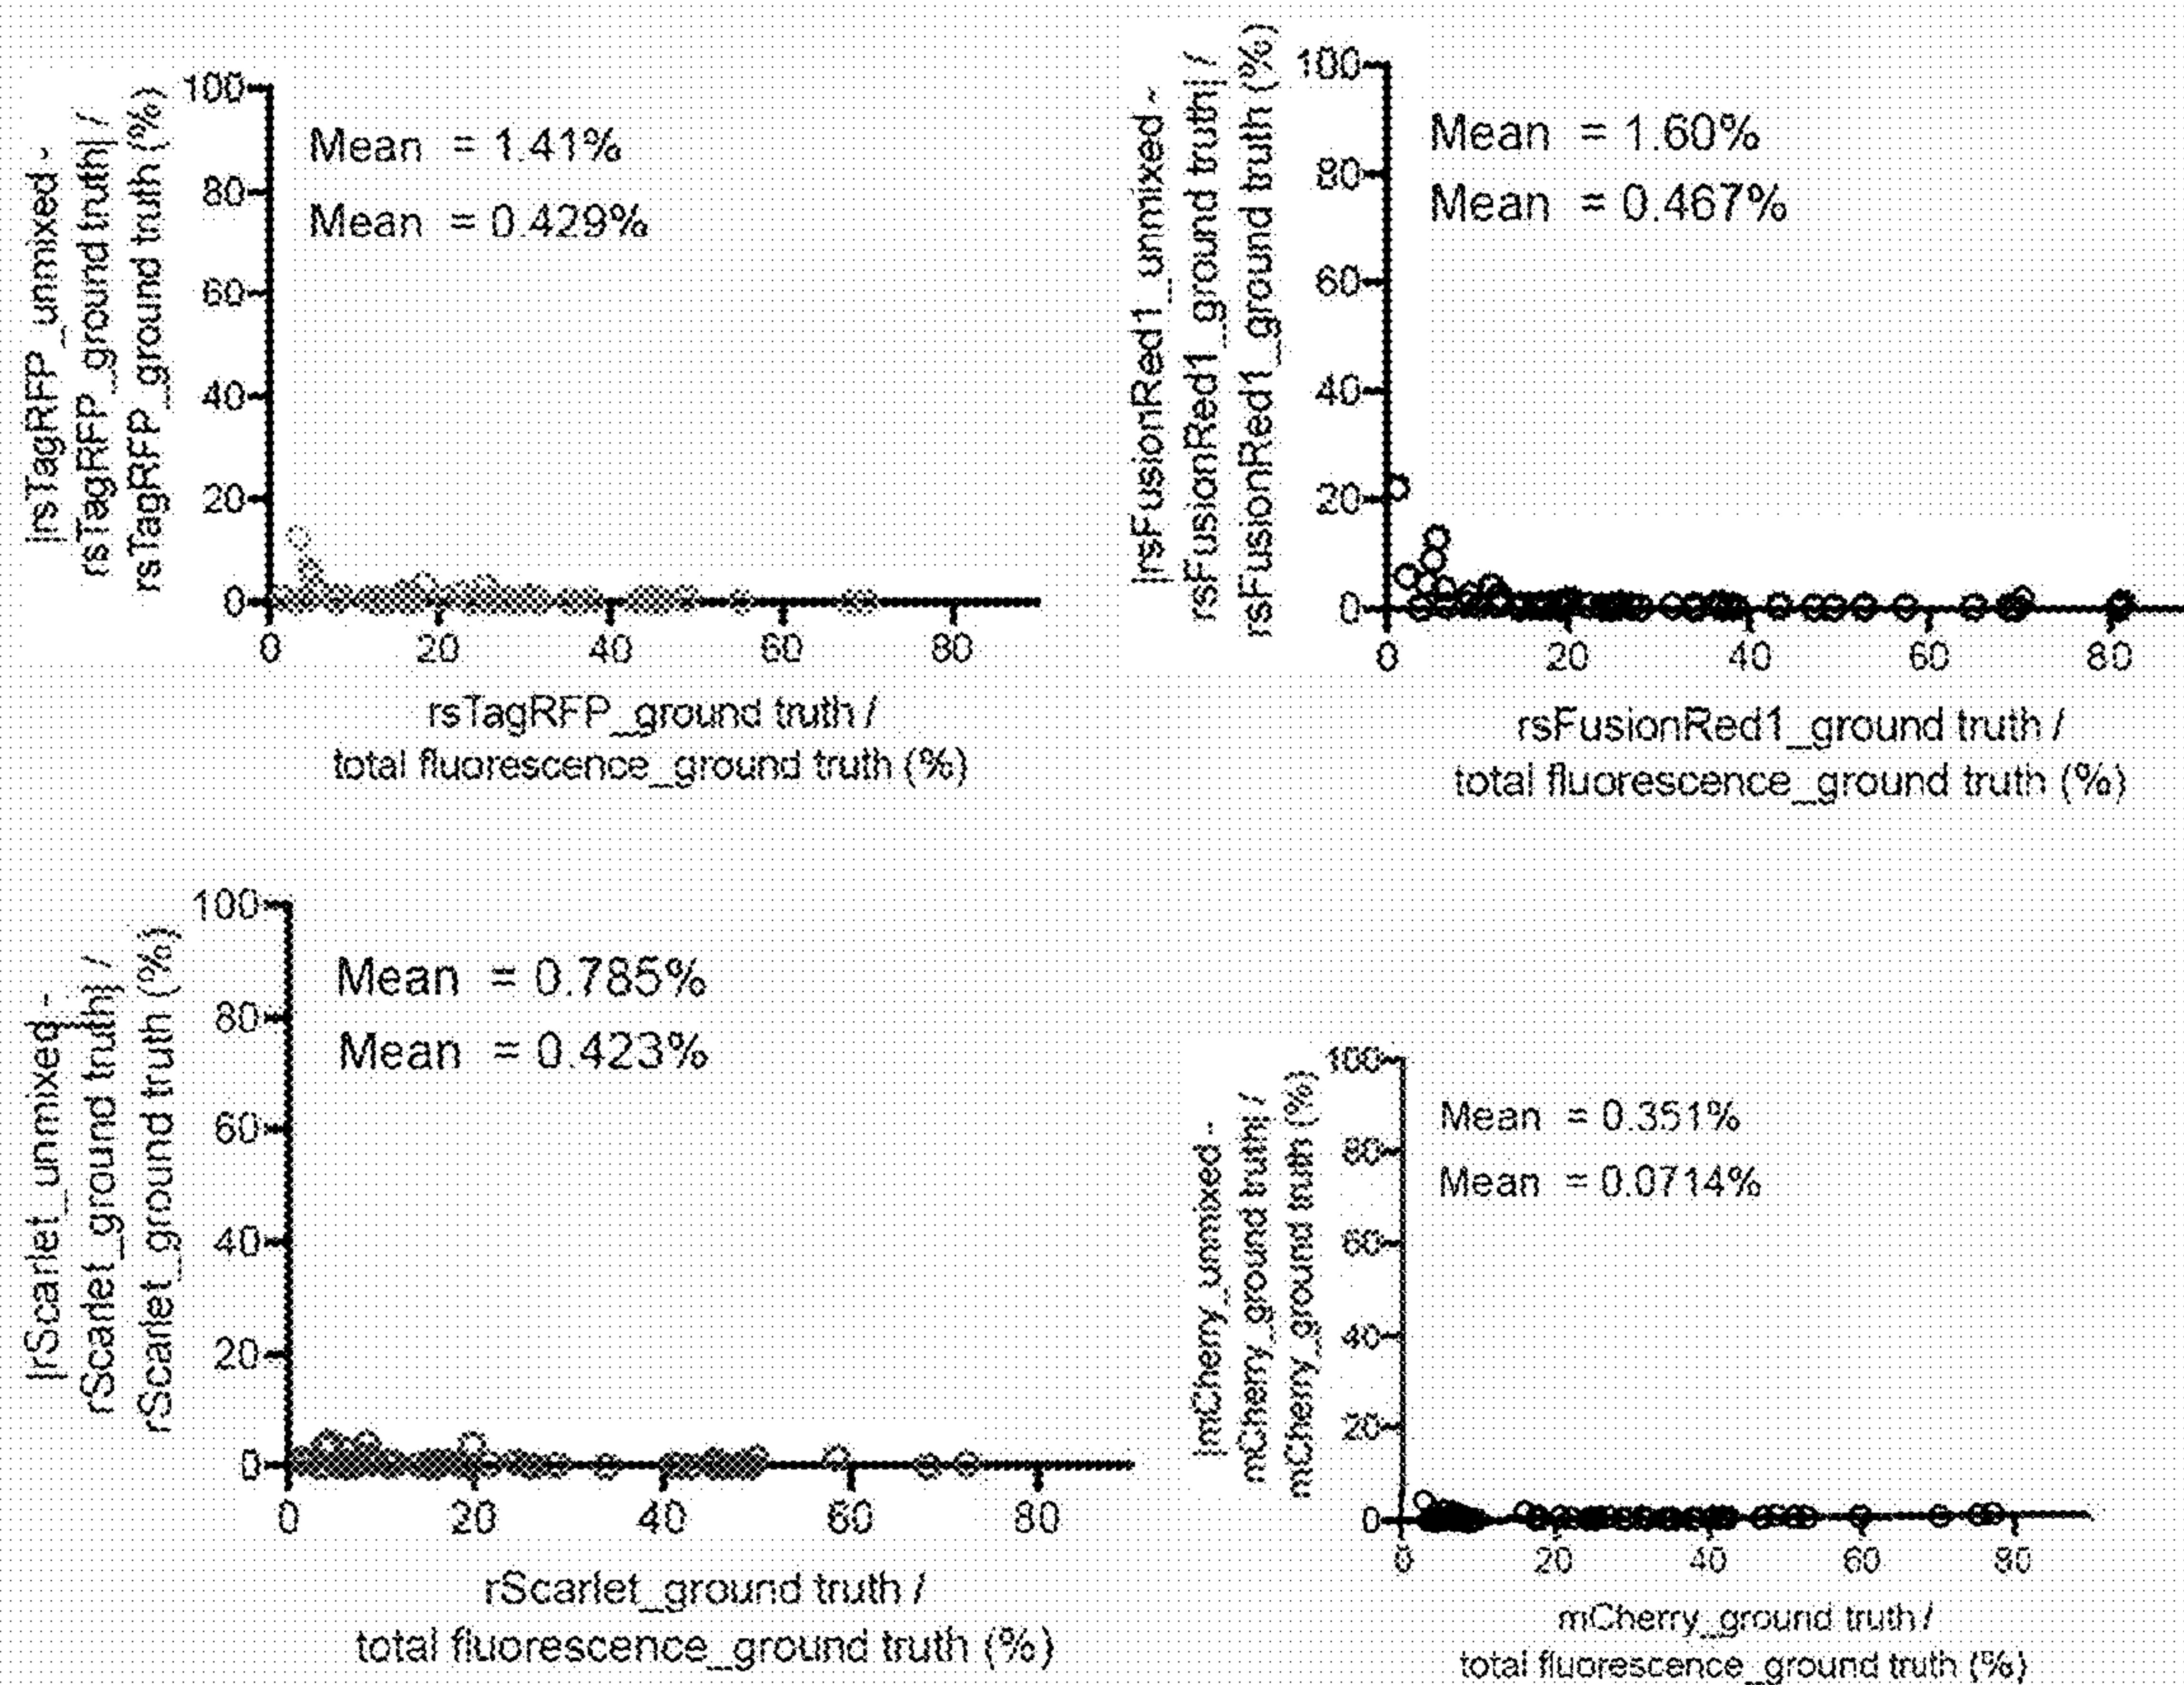 |rsTagRFP_unmixed -
rsTagRFP_ground truth| /
rsTagRFP_ground truth (%)
100
80
60
40
20
0
Mean = 1.41%
Mean = 0.429%
0 20 40 60 80
rsTagRFP_ground truth /
total fluorescence_ground truth (%)
|rsFusionRed1_unmixed -
rsFusionRed1_ground truth| /
rsFusionRed1_ground truth (%)
100
80
60
40
20
0
Mean = 1.60%
Mean = 0.467%
0 20 40 60 80
rsFusionRed1_ground truth /
total fluorescence_ground truth (%)
|rScarlet_unmixed -
rScarlet_ground truth| /
rScarlet_ground truth (%)
100
80
60
40
20
0
Mean = 0.785%
Mean = 0.423%
0 20 40 60 80
rScarlet_ground truth /
total fluorescence_ground truth (%)
|mCherry_unmixed -
mCherry_ground truth| /
mCherry_ground truth (%)
100
80
60
40
20
0
Mean = 0.351%
Mean = 0.0714%
0 20 40 60 80
mCherry_ground truth /
total fluorescence_ground truth (%)